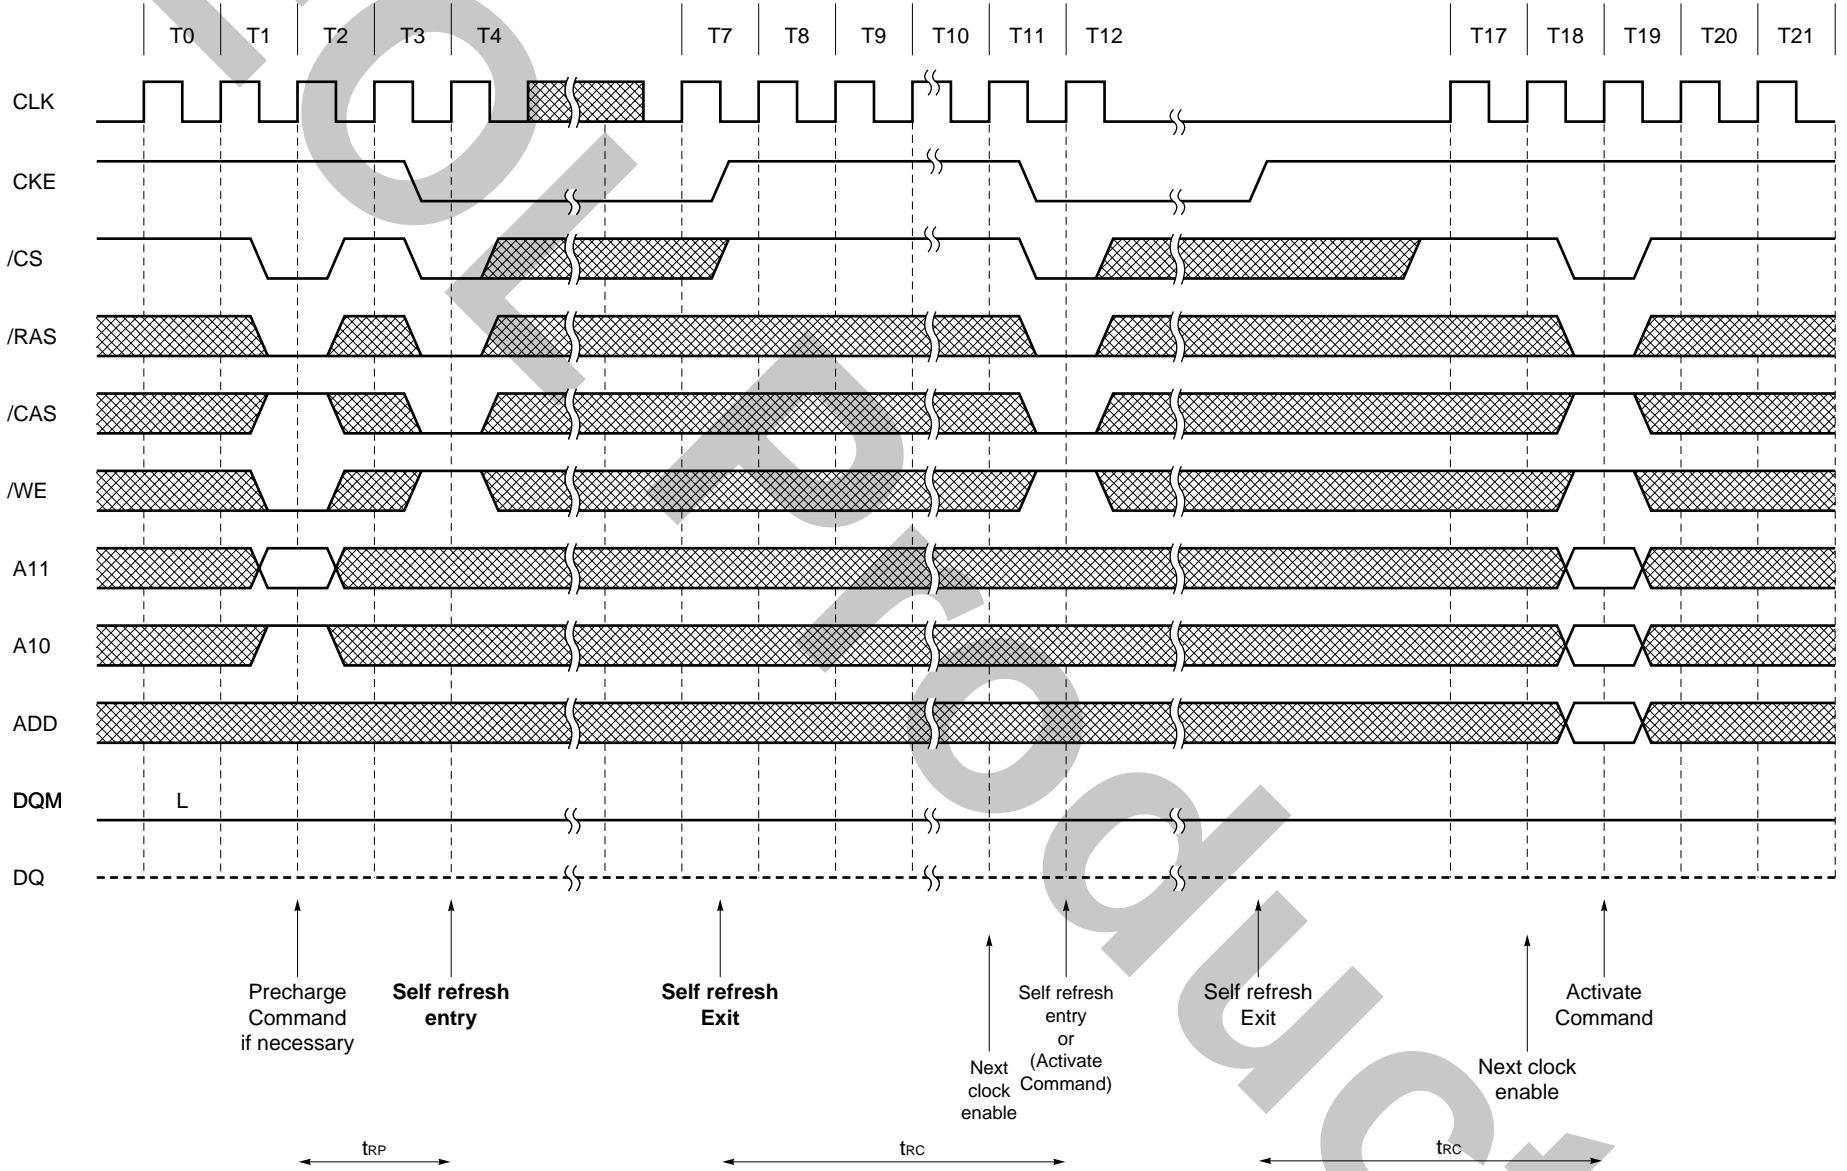 T0 T1 T2 T3 T4 T7 T8 T9 T10 T11 T12 T17 T18 T19 T20 T21
CLK
CKE
/CS
/RAS
/CAS
/WE
A11
A10
ADD
DQM L
DQ
Precharge
Command
if necessary
Self refresh
entry
Self refresh
Exit
Next
clock
enable
Self refresh
entry
or
(Activate
Command)
Self refresh
Exit
Next clock
enable
Activate
Command
tRP
tRC
tRC
Product